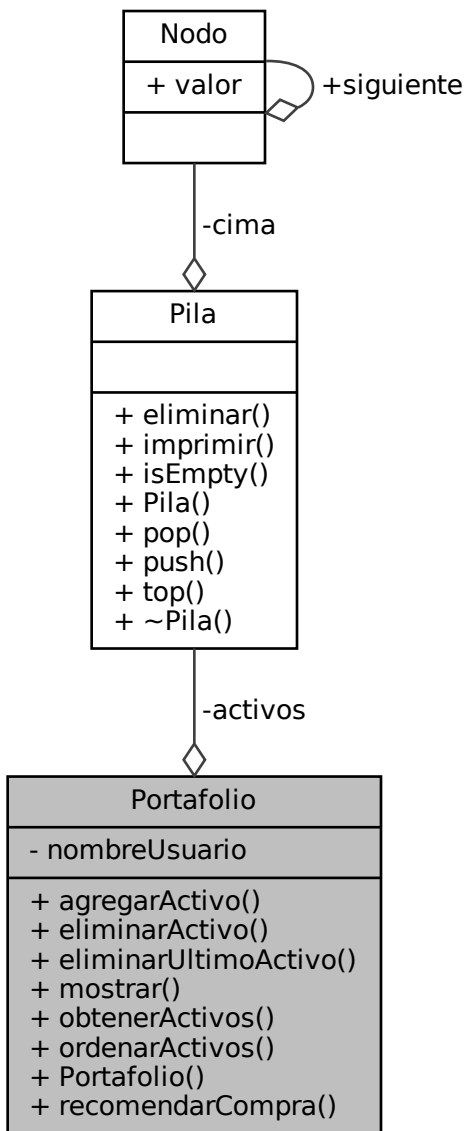 Nodo
+ valor
+siguiente
-cima
Pila
+ eliminar()
+ imprimir()
+ isEmpty()
+ Pila()
+ pop()
+ push()
+ top()
+ ~Pila()
-activos
Portafolio
- nombreUsuario
+ agregarActivo()
+ eliminarActivo()
+ eliminarUltimoActivo()
+ mostrar()
+ obtenerActivos()
+ ordenarActivos()
+ Portafolio()
+ recomendarCompra()